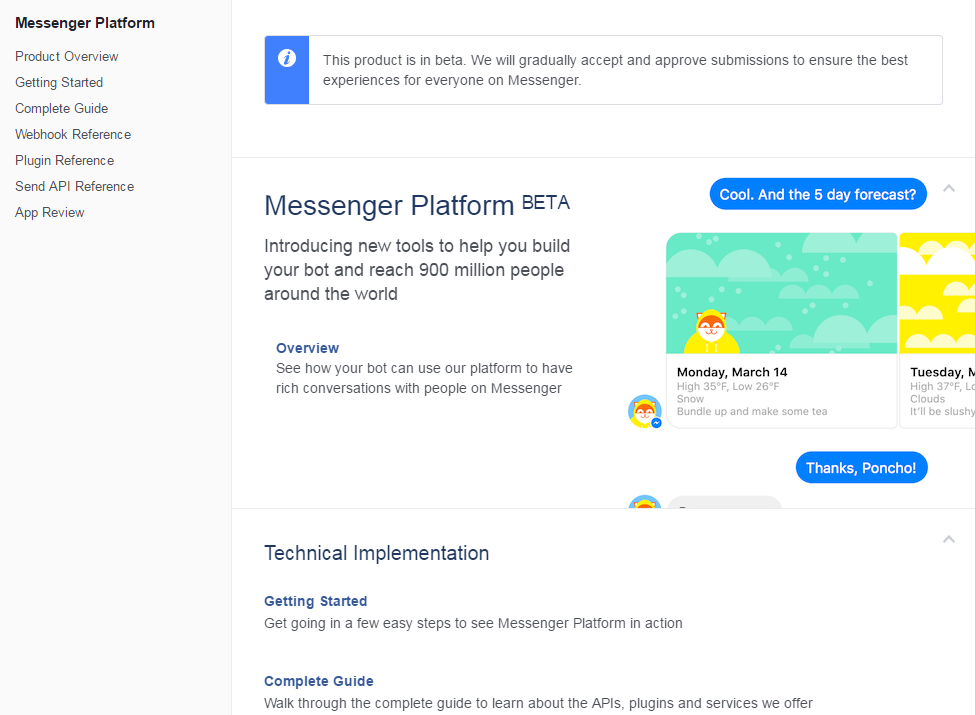 Messenger Platform
Product Overview
Getting Started
Complete Guide
Webhook Reference
Plugin Reference
Send API Reference
App Review
This product is in beta. We will gradually accept and approve submissions to ensure the best
experiences for everyone on Messenger.
Messenger Platform BETA
Introducing new tools to help you build
your bot and reach 900 million people
around the world
Overview
See how your bot can use our platform to have
rich conversations with people on Messenger
Cool. And the 5 day forecast?
Monday, March 14
High 35°F, Low 26°F
Snow
Bundle up and make some tea
Tuesday, M
High 37°F, Lo
Clouds
It'll be slushy
Thanks, Poncho!
Technical Implementation
Getting Started
Get going in a few easy steps to see Messenger Platform in action
Complete Guide
Walk through the complete guide to learn about the APIs, plugins and services we offer